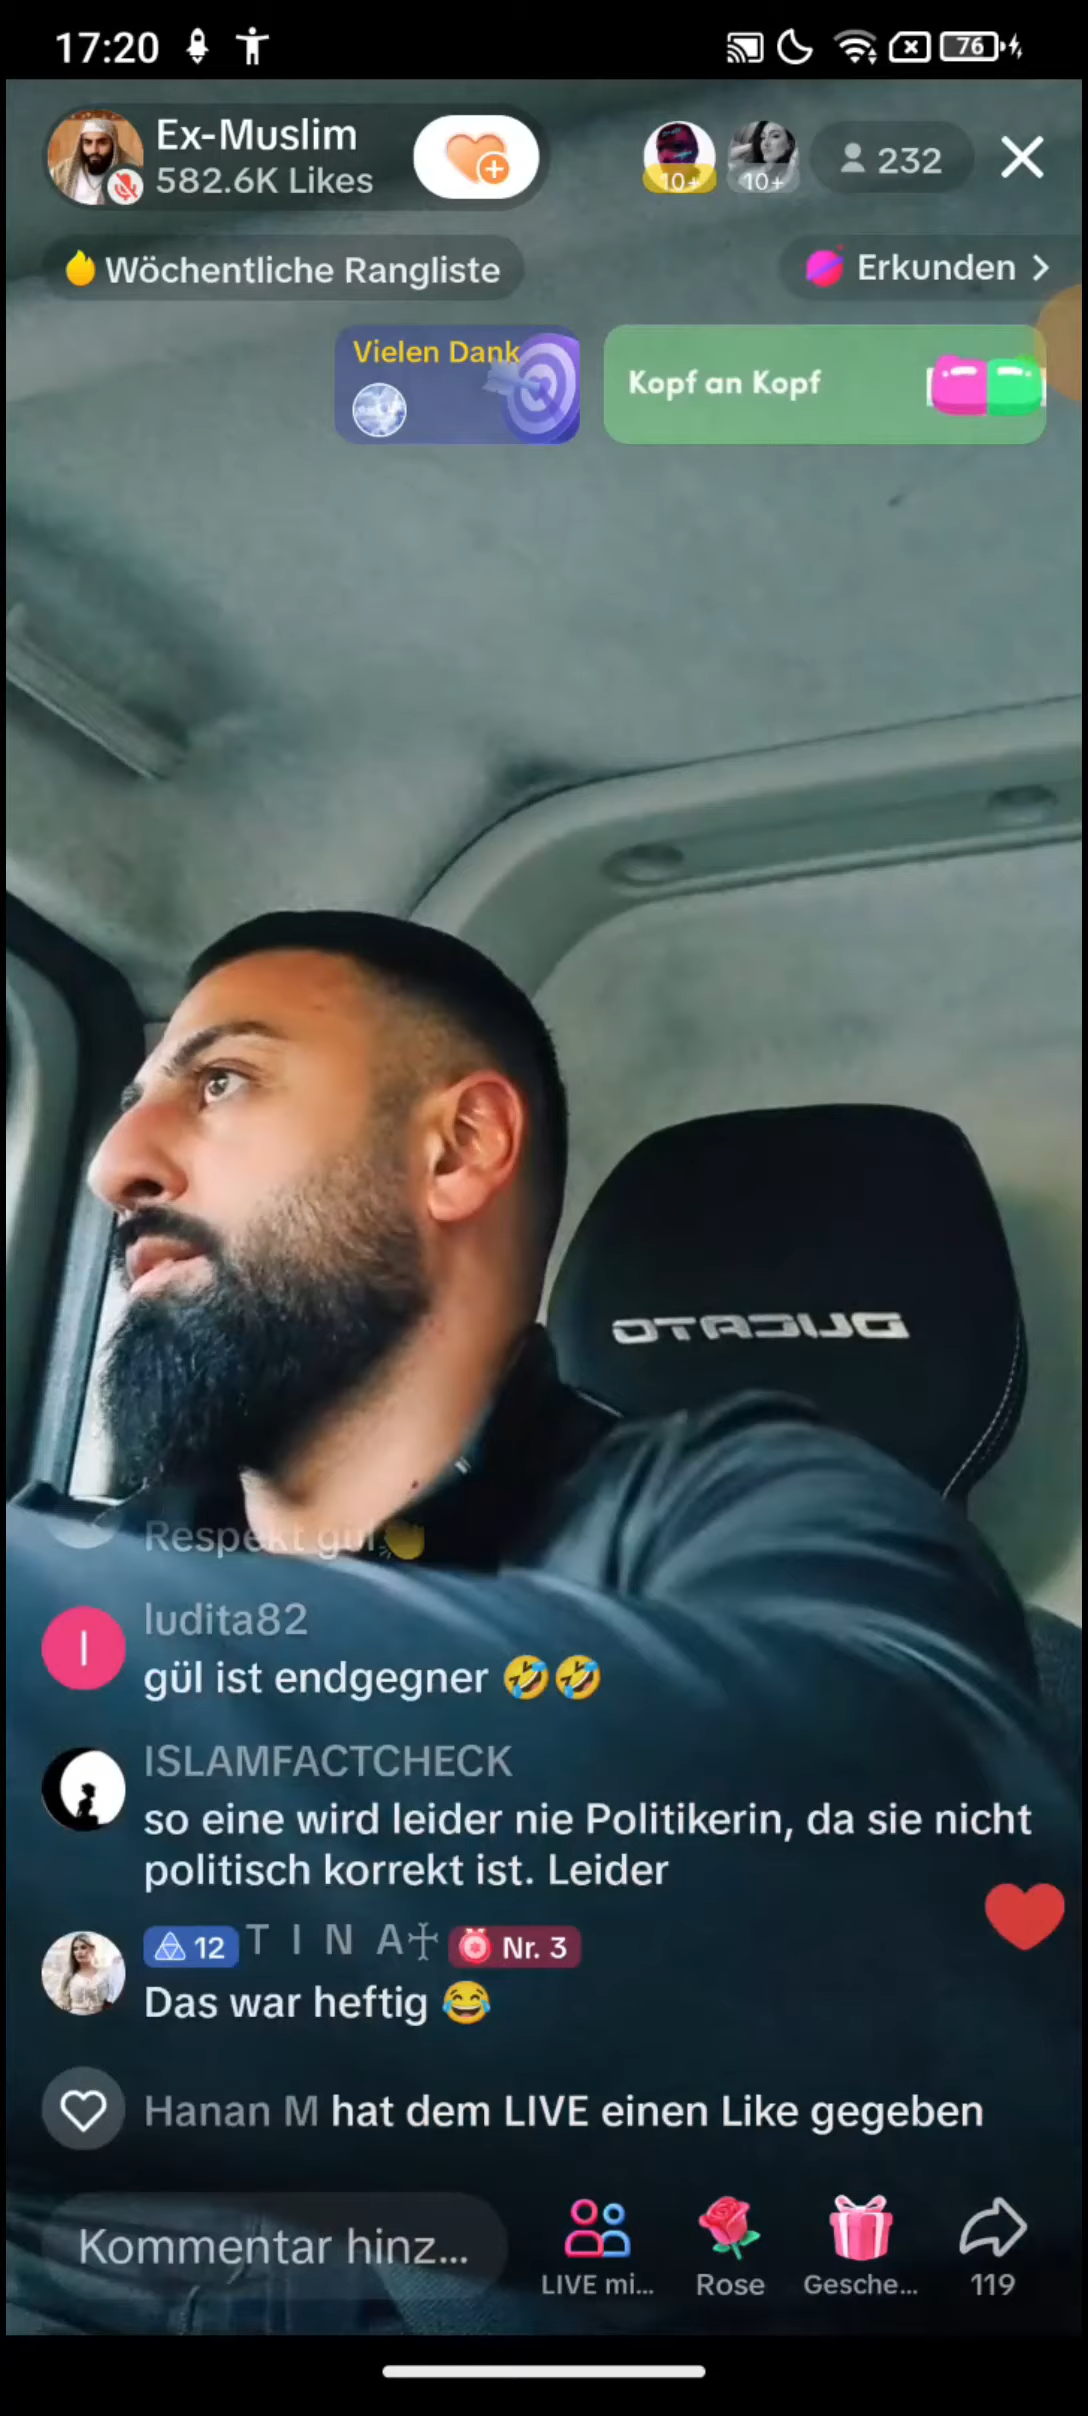 17:20
76
Ex-Muslim
582.6K Likes
10+
10+
232
Wöchentliche Rangliste
Erkunden >
Vielen Dank
Kopf an Kopf
DUCATO
Respekt gül
l
ludita82
gül ist endgegner 🤣🤣
ISLAMFACTCHECK
so eine wird leider nie Politikerin, da sie nicht
politisch korrekt ist. Leider
12 T I N A☥ Nr. 3
Das war heftig 😂
Hanan M hat dem LIVE einen Like gegeben
Kommentar hinz...
LIVE mi...
Rose
Gesche...
119